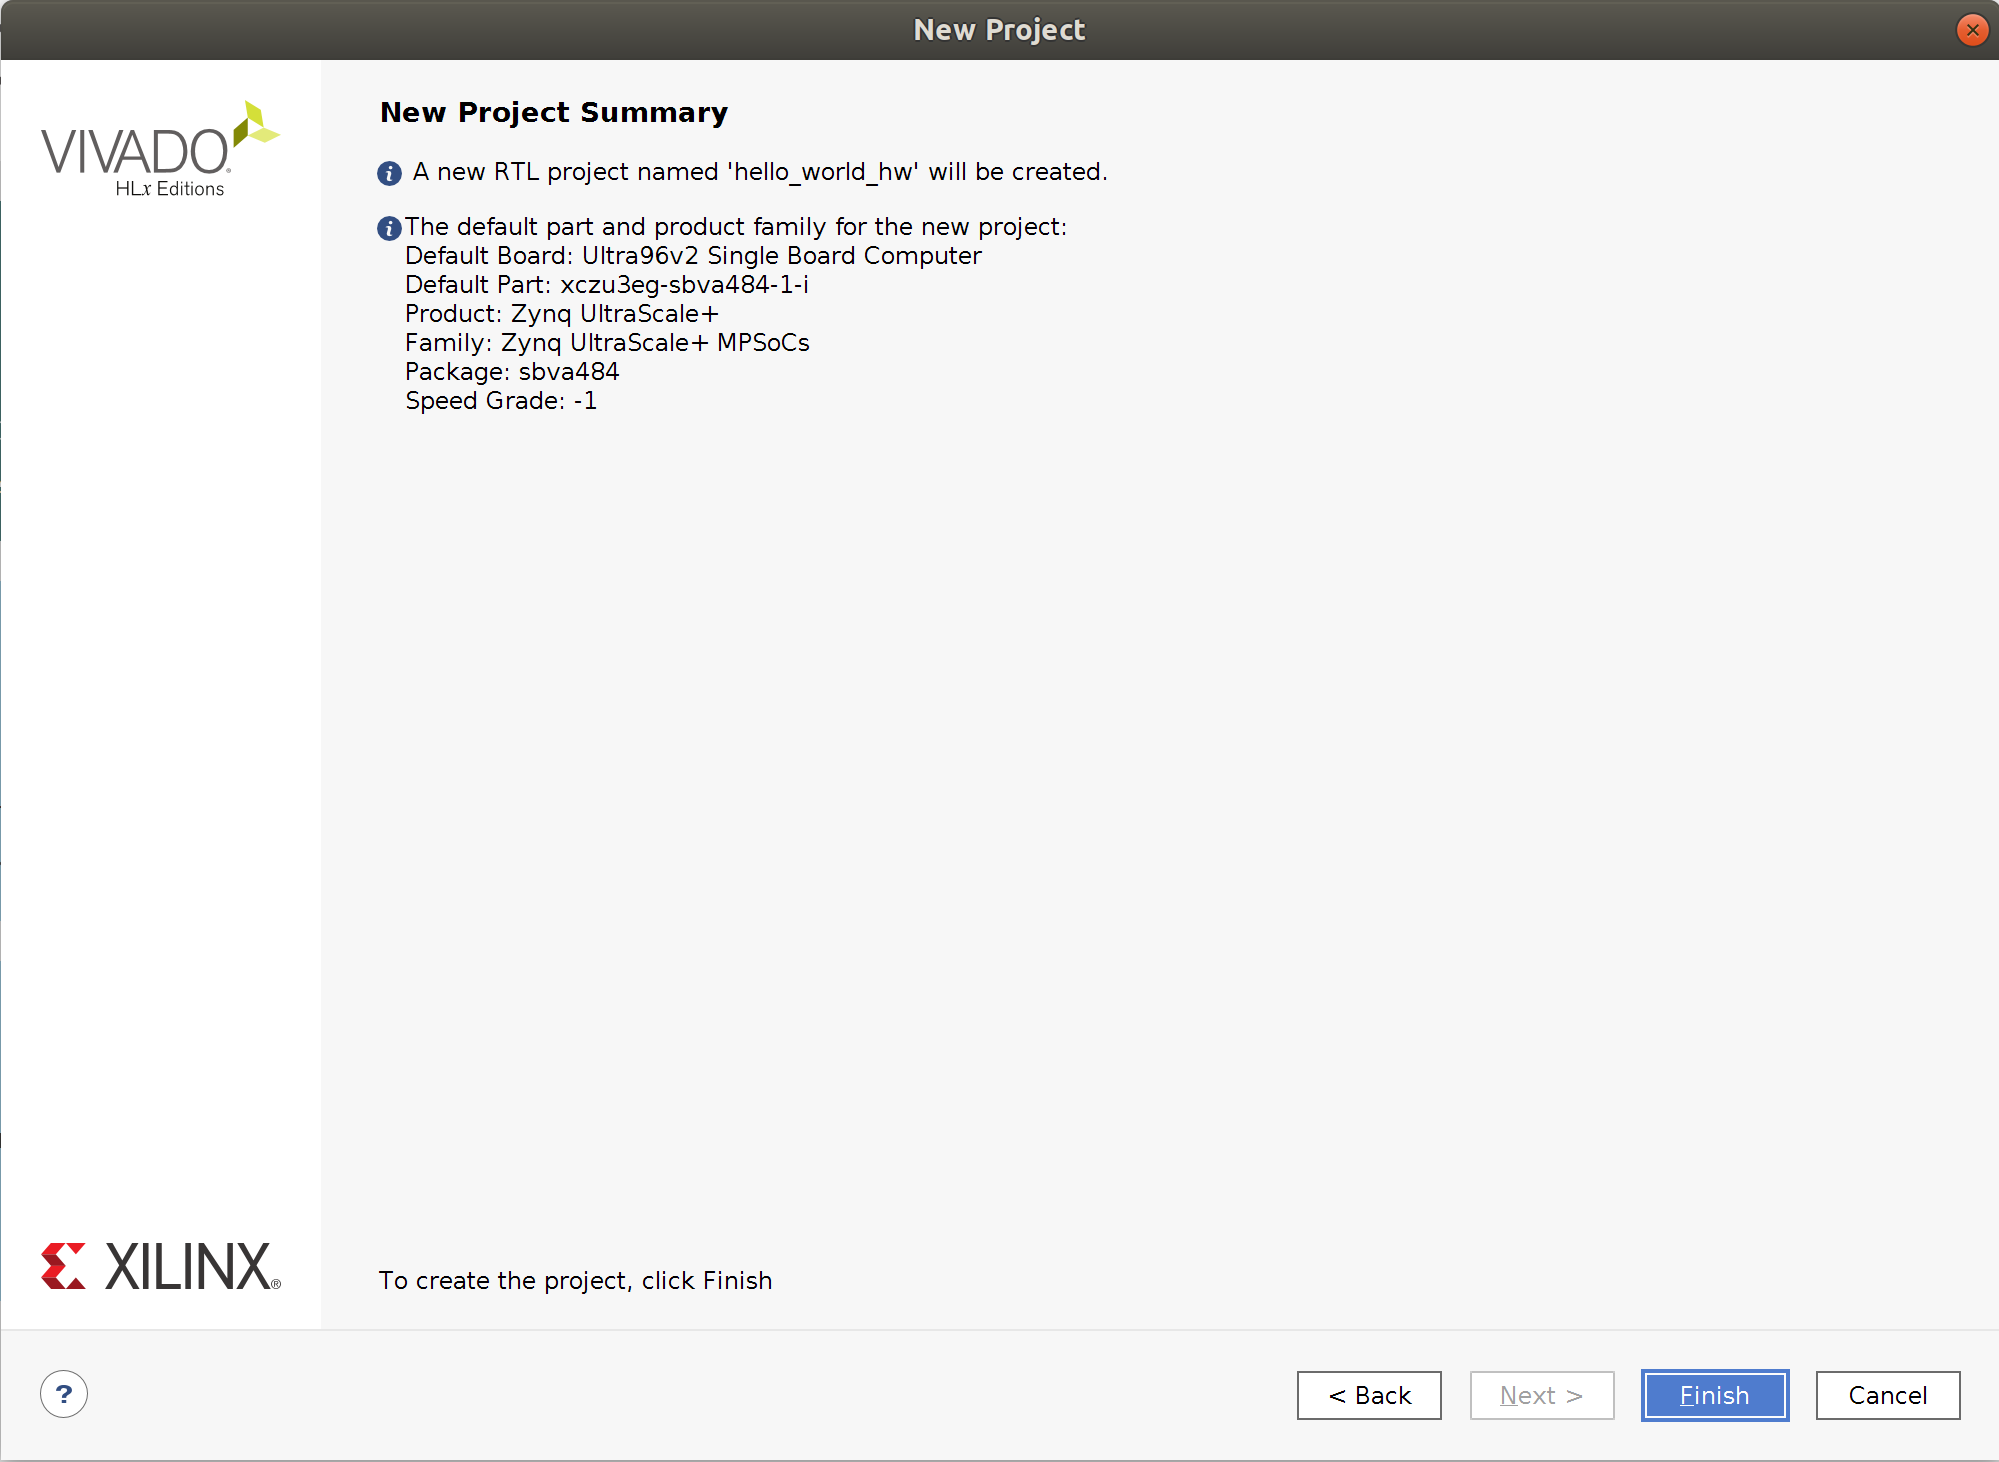 New Project
VIVADO®
HLx Editions
New Project Summary
A new RTL project named 'hello_world_hw' will be created.
The default part and product family for the new project:
Default Board: Ultra96v2 Single Board Computer
Default Part: xczu3eg-sbva484-1-i
Product: Zynq UltraScale+
Family: Zynq UltraScale+ MPSoCs
Package: sbva484
Speed Grade: -1
XILINX®
To create the project, click Finish
?
< Back
Next >
Finish
Cancel